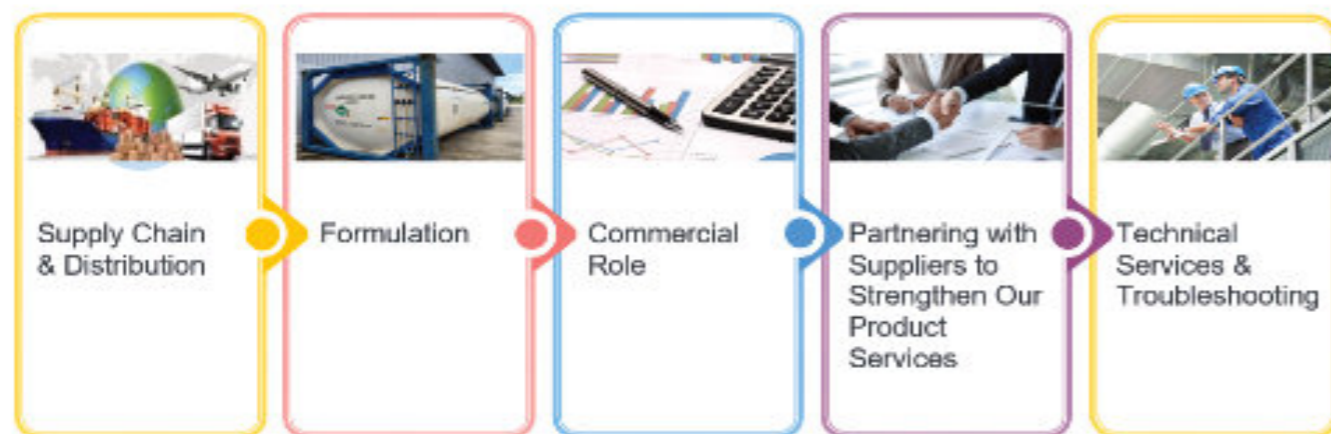 Supply Chain
& Distribution
Formulation
Commercial
Role
Partnering with
Suppliers to
Strengthen Our
Product
Services
Technical
Services &
Troubleshooting